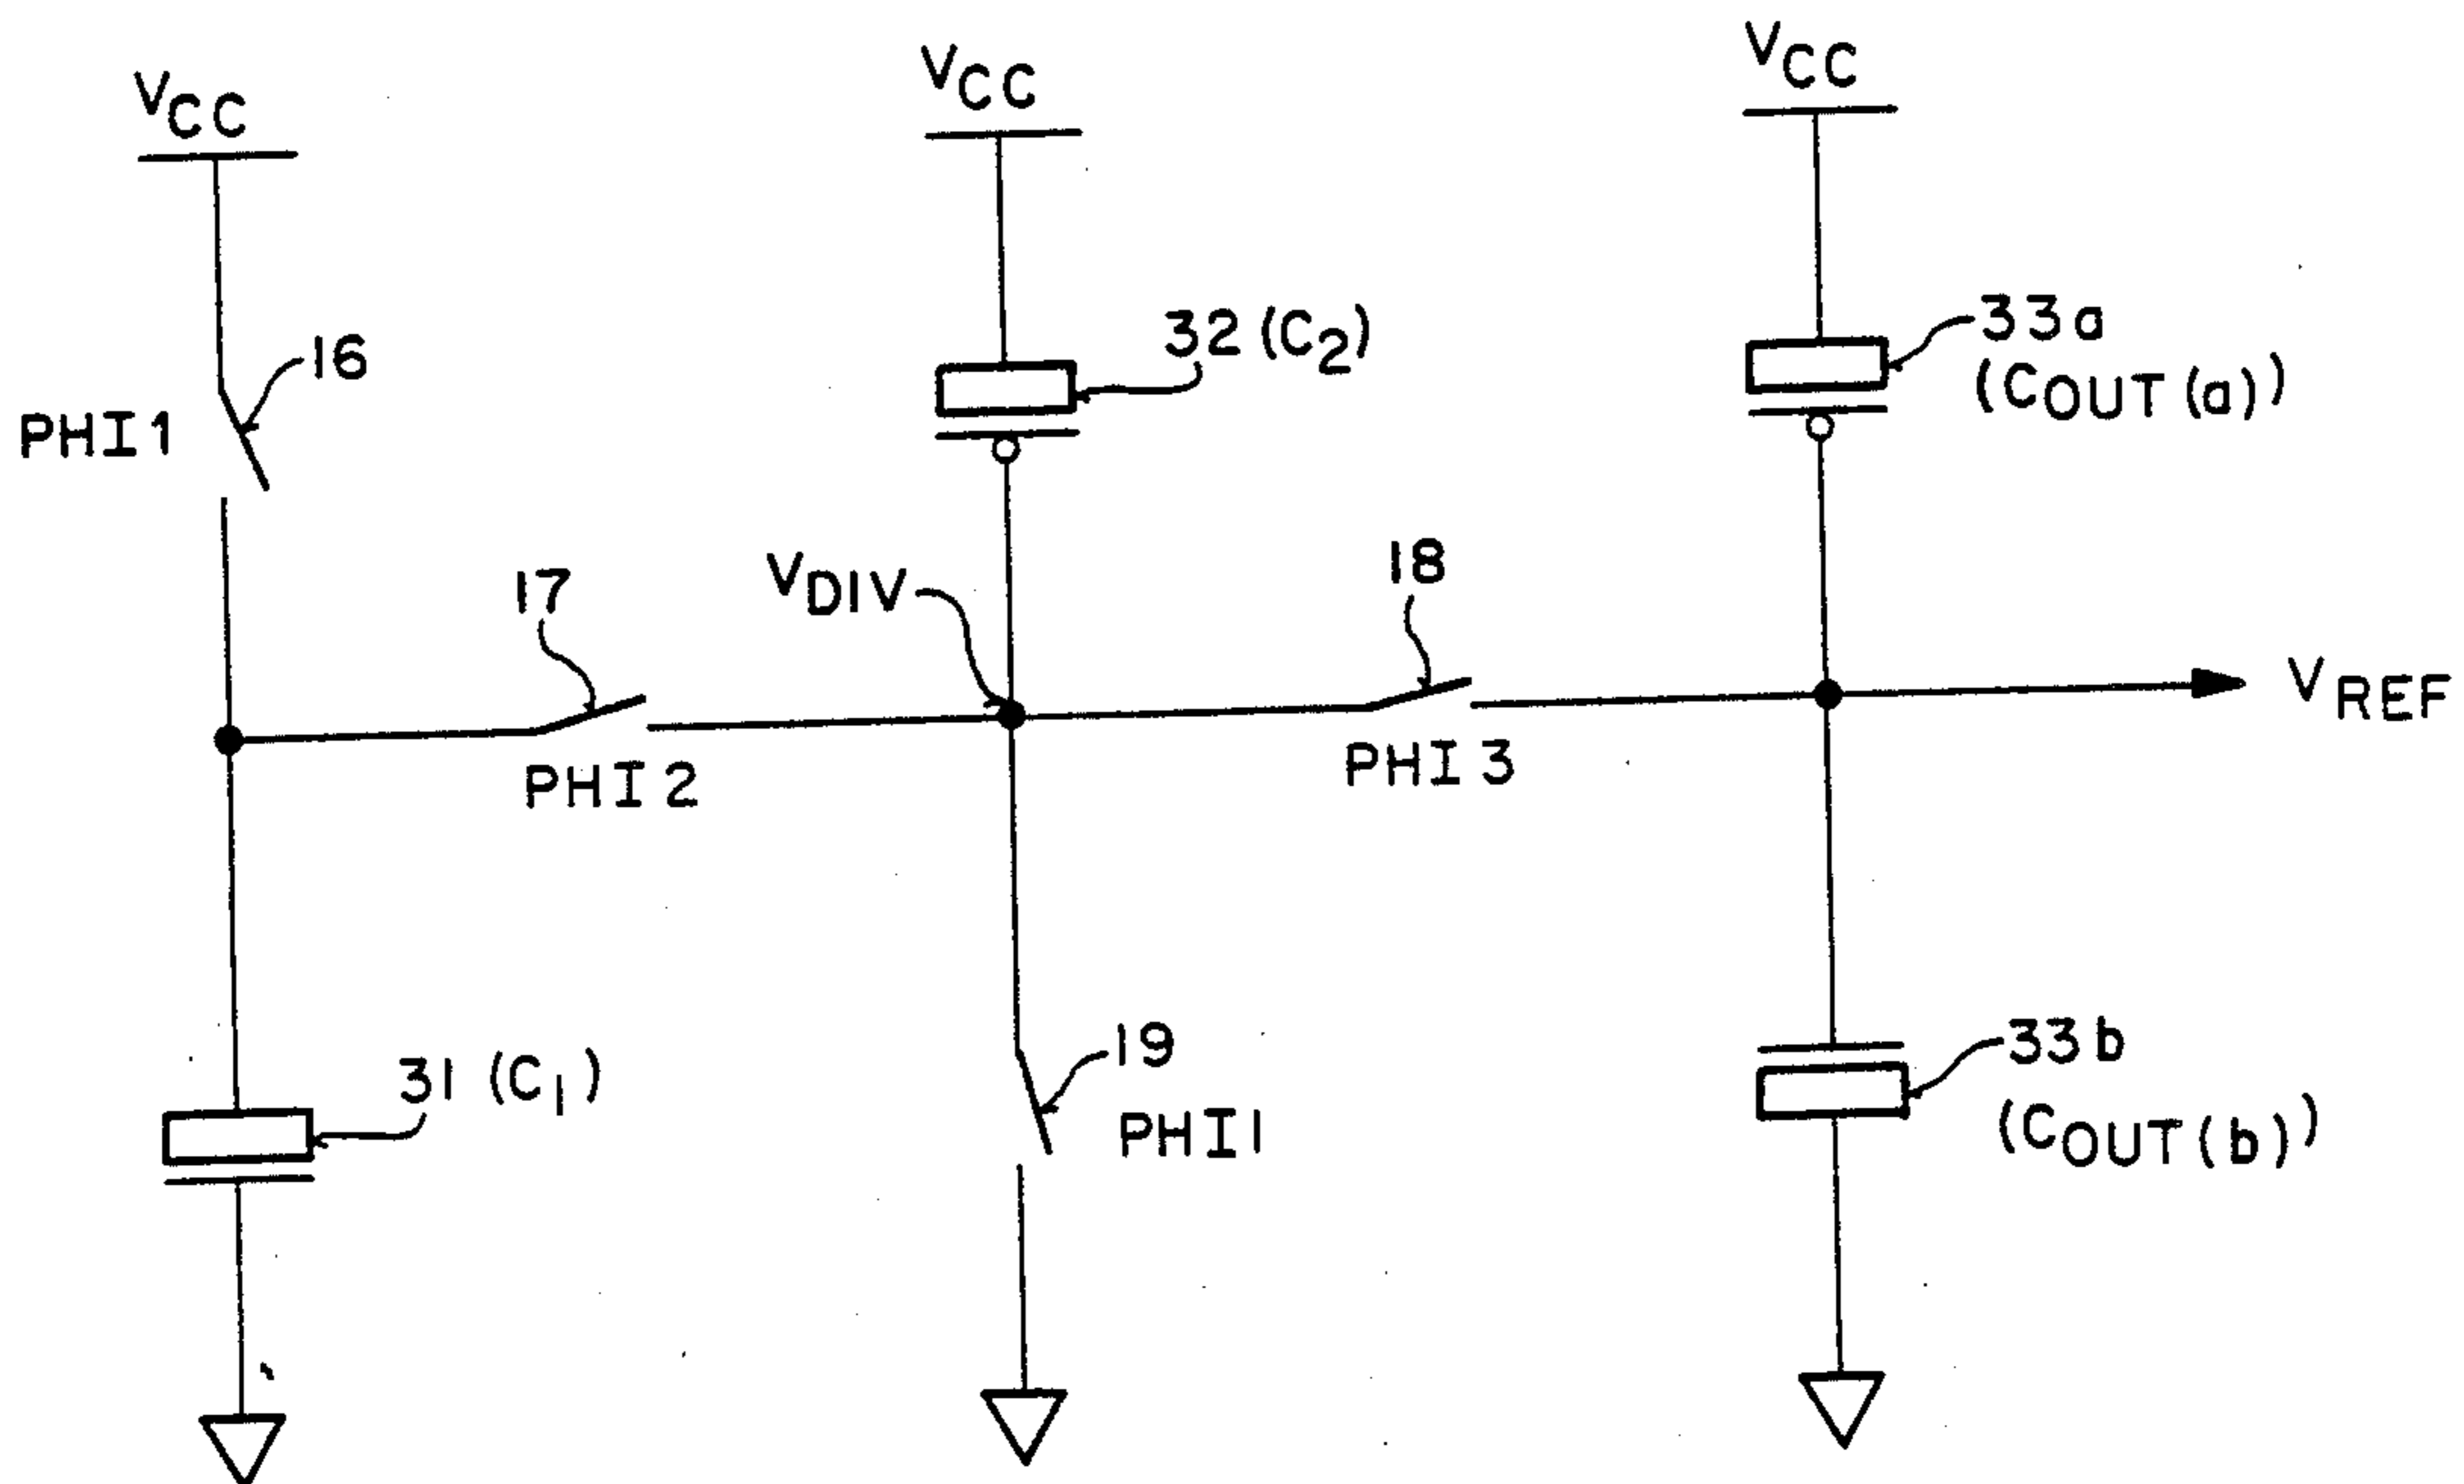 VCC
VCC
VCC
16
PHI1
32 (C2)
33a
(COUT(a))
17
VDIV
18
VREF
PHI2
PHI3
31 (C1)
19
PHI1
33b
(COUT(b))